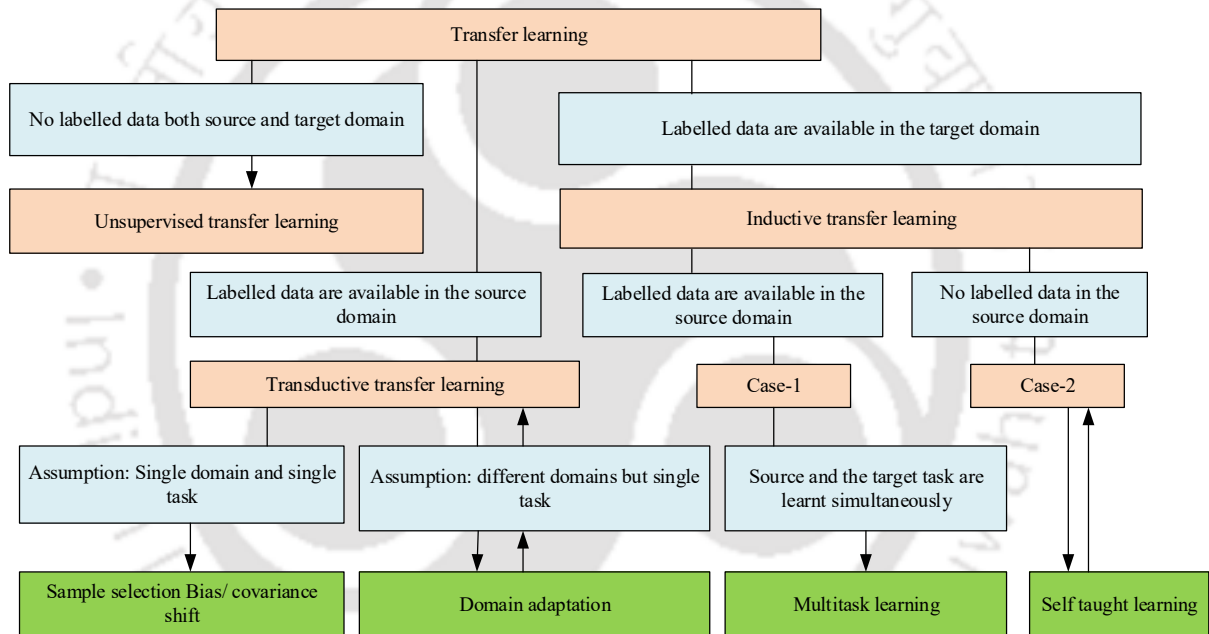 Transfer learning
No labelled data both source and target domain
Labelled data are available in the target domain
Unsupervised transfer learning
Inductive transfer learning
Labelled data are available in the source
domain
Labelled data are available in the
source domain
No labelled data in the
source domain
Transductive transfer learning
Case-1
Case-2
Assumption: Single domain and single
task
Assumption: different domains but single
task
Source and the target task are
learnt simultaneously
Sample selection Bias/ covariance
shift
Domain adaptation
Multitask learning
Self taught learning